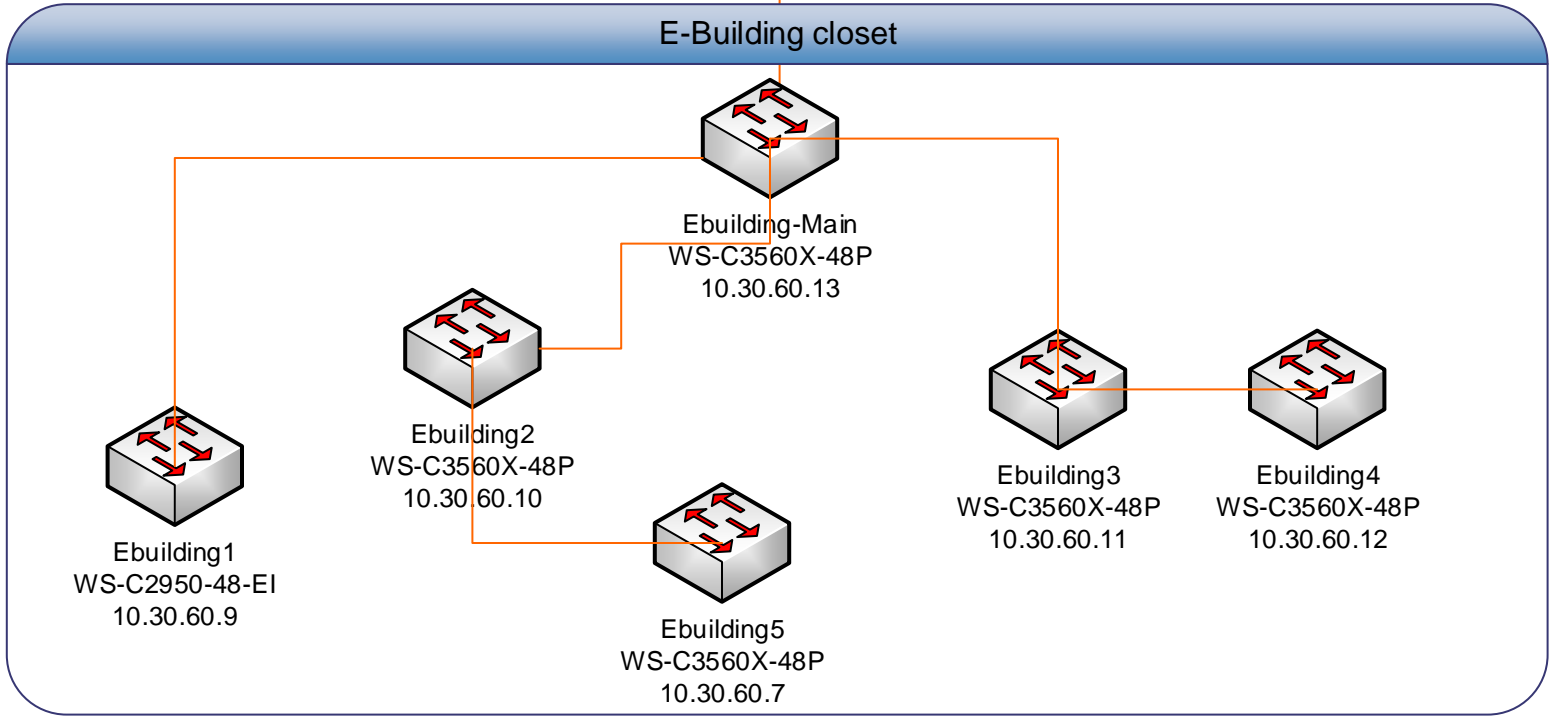 E-Building closet
Ebuilding-Main
WS-C3560X-48P
10.30.60.13
Ebuilding2
WS-C3560X-48P
10.30.60.10
Ebuilding3
WS-C3560X-48P
10.30.60.11
Ebuilding4
WS-C3560X-48P
10.30.60.12
Ebuilding1
WS-C2950-48-EI
10.30.60.9
Ebuilding5
WS-C3560X-48P
10.30.60.7